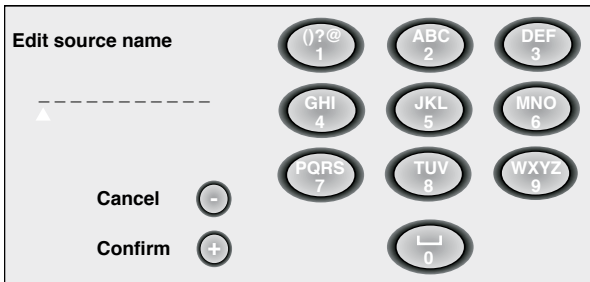 Edit source name
()?@
1
ABC
2
DEF
3
------------
GHI
4
JKL
5
MNO
6
PQRS
7
TUV
8
WXYZ
9
Cancel -
Confirm +
0